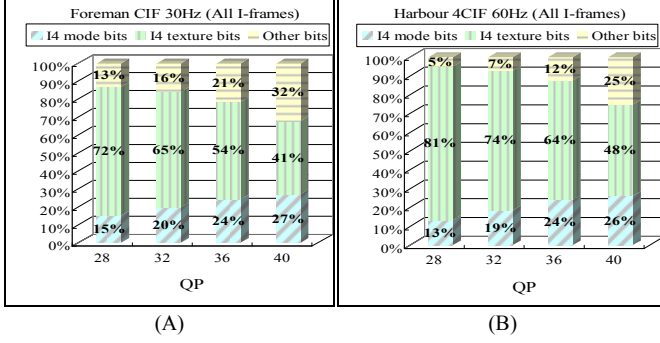 Foreman CIF 30Hz (All I-frames)
I4 mode bits I4 texture bits Other bits
100%
90%
80%
70%
60%
50%
40%
30%
20%
10%
0%
13% 16% 21% 32%
72% 65% 54% 41%
15% 20% 24% 27%
28 32 36 40
QP
(A)
Harbour 4CIF 60Hz (All I-frames)
I4 mode bits I4 texture bits Other bits
100%
90%
80%
70%
60%
50%
40%
30%
20%
10%
0%
5% 7% 12% 25%
81% 74% 64% 48%
13% 19% 24% 26%
28 32 36 40
QP
(B)